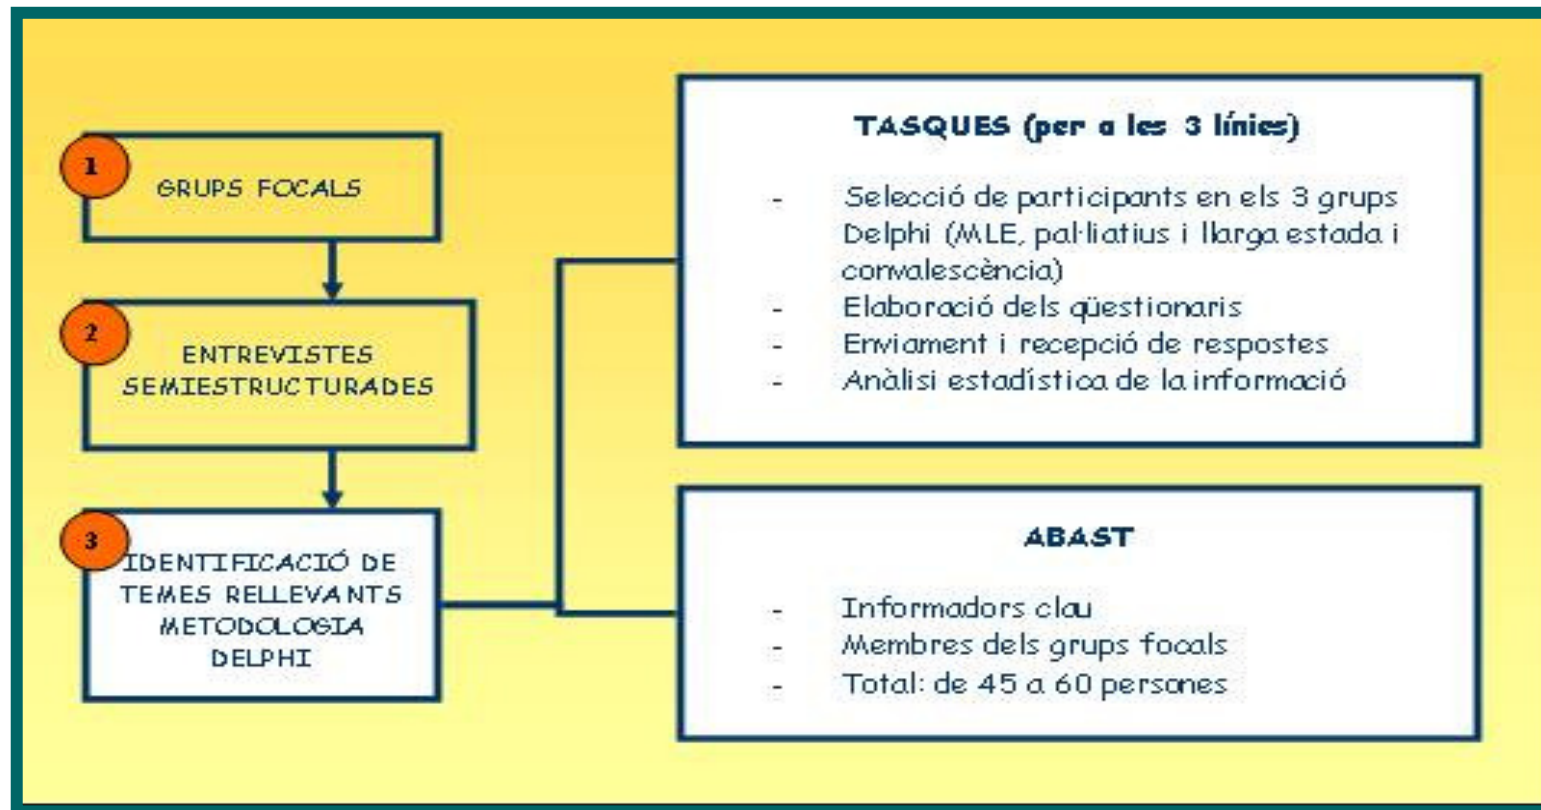 1
GRUPS FOCALS
2
ENTREVISTES
SEMIESTRUCTURADES
3
IDENTIFICACIÓ DE
TEMES RELLEVANTS
METODOLOGIA
DELPHI
TASQUES (per a les 3 línies)
- Selecció de participants en els 3 grups
Delphi (MLE, pal·liatius i llarga estada i
convalescència)
- Elaboració dels qüestionaris
- Enviament i recepció de respostes
- Anàlisi estadística de la informació
ABAST
- Informadors clau
- Membres dels grups focals
- Total: de 45 a 60 persones